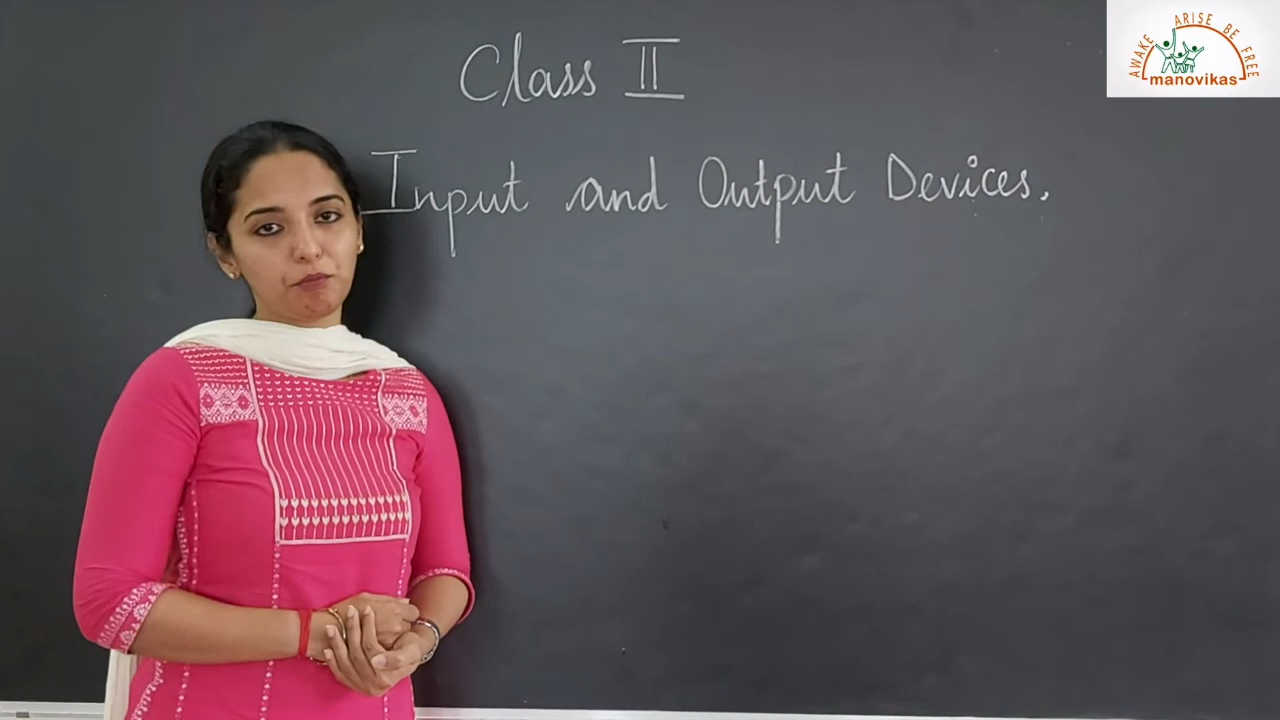 AWAKE ARISE BE FREE
manovikas
Class II
Input and Output Devices.